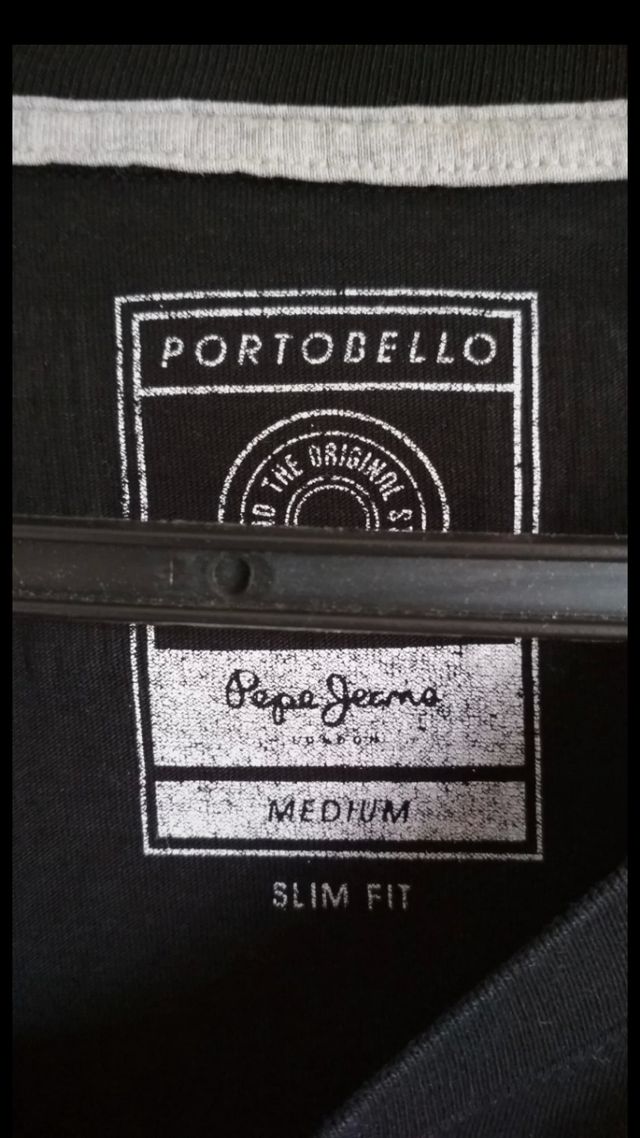 PORTOBELLO
THE ORIGINAL
Pepe Jeans
LONDON
MEDIUM
SLIM FIT